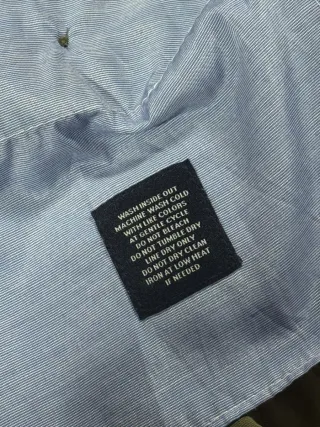 WASH INSIDE OUT
MACHINE WASH COLD
WITH LIKE COLORS
AT GENTLE CYCLE
DO NOT BLEACH
DO NOT TUMBLE DRY
LINE DRY ONLY
DO NOT DRY CLEAN
IRON AT LOW HEAT
IF NEEDED